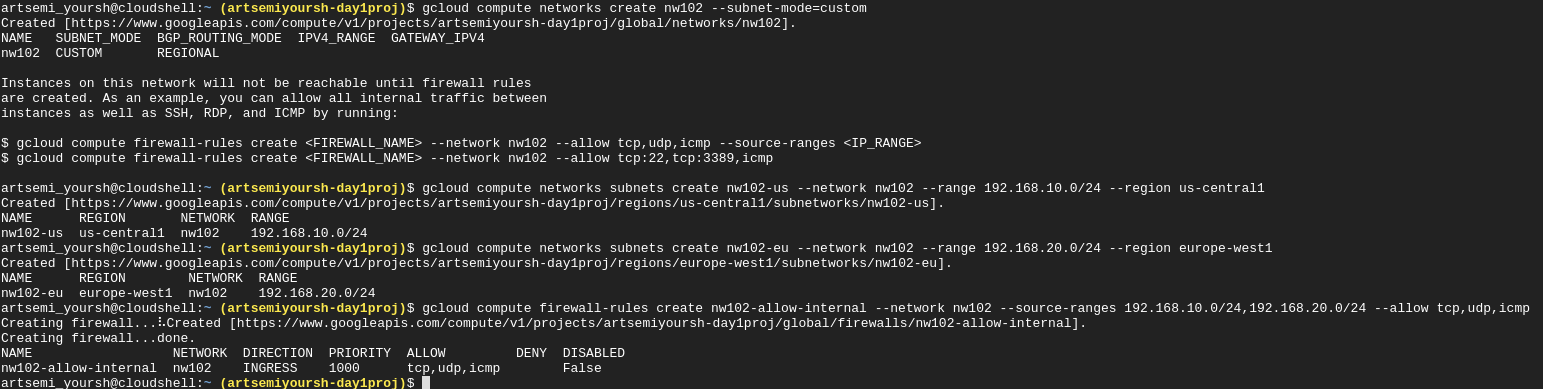 artsemi_yoursh@cloudshell:~ (artsemiyoursh-day1proj)$ gcloud compute networks create nw102 --subnet-mode=custom
Created [https://www.googleapis.com/compute/v1/projects/artsemiyoursh-day1proj/global/networks/nw102].
NAME   SUBNET_MODE  BGP_ROUTING_MODE  IPV4_RANGE  GATEWAY_IPV4
nw102  CUSTOM       REGIONAL

Instances on this network will not be reachable until firewall rules
are created. As an example, you can allow all internal traffic between
instances as well as SSH, RDP, and ICMP by running:

$ gcloud compute firewall-rules create <FIREWALL_NAME> --network nw102 --allow tcp,udp,icmp --source-ranges <IP_RANGE>
$ gcloud compute firewall-rules create <FIREWALL_NAME> --network nw102 --allow tcp:22,tcp:3389,icmp

artsemi_yoursh@cloudshell:~ (artsemiyoursh-day1proj)$ gcloud compute networks subnets create nw102-us --network nw102 --range 192.168.10.0/24 --region us-central1
Created [https://www.googleapis.com/compute/v1/projects/artsemiyoursh-day1proj/regions/us-central1/subnetworks/nw102-us].
NAME      REGION       NETWORK  RANGE
nw102-us  us-central1  nw102    192.168.10.0/24
artsemi_yoursh@cloudshell:~ (artsemiyoursh-day1proj)$ gcloud compute networks subnets create nw102-eu --network nw102 --range 192.168.20.0/24 --region europe-west1
Created [https://www.googleapis.com/compute/v1/projects/artsemiyoursh-day1proj/regions/europe-west1/subnetworks/nw102-eu].
NAME      REGION        NETWORK  RANGE
nw102-eu  europe-west1  nw102    192.168.20.0/24
artsemi_yoursh@cloudshell:~ (artsemiyoursh-day1proj)$ gcloud compute firewall-rules create nw102-allow-internal --network nw102 --source-ranges 192.168.10.0/24,192.168.20.0/24 --allow tcp,udp,icmp
Creating firewall...⠧Created [https://www.googleapis.com/compute/v1/projects/artsemiyoursh-day1proj/global/firewalls/nw102-allow-internal].
Creating firewall...done.
NAME                  NETWORK  DIRECTION  PRIORITY  ALLOW         DENY  DISABLED
nw102-allow-internal  nw102    INGRESS    1000      tcp,udp,icmp        False
artsemi_yoursh@cloudshell:~ (artsemiyoursh-day1proj)$